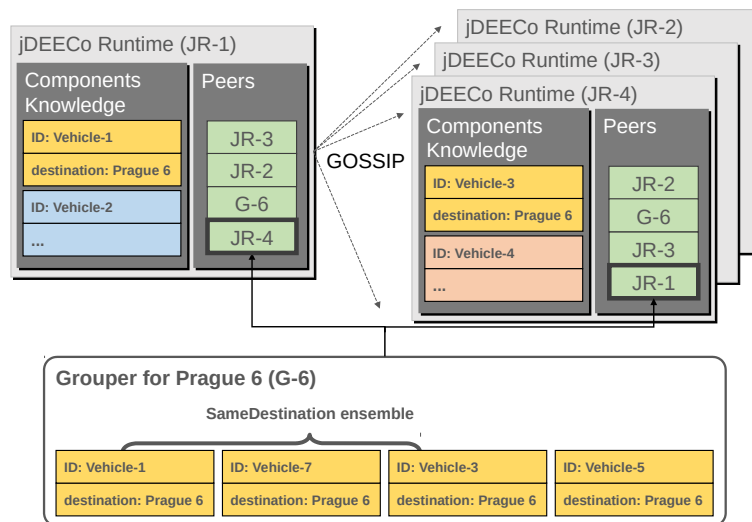 jDEECo Runtime (JR-1)
Components
Knowledge
ID: Vehicle-1
destination: Prague 6
ID: Vehicle-2
...
Peers
JR-3
JR-2
G-6
JR-4
GOSSIP
jDEECo Runtime (JR-2)
jDEECo Runtime (JR-3)
jDEECo Runtime (JR-4)
Components
Knowledge
ID: Vehicle-3
destination: Prague 6
ID: Vehicle-4
...
Peers
JR-2
G-6
JR-3
JR-1
Grouper for Prague 6 (G-6)
SameDestination ensemble
ID: Vehicle-1
destination: Prague 6
ID: Vehicle-7
destination: Prague 6
ID: Vehicle-3
destination: Prague 6
ID: Vehicle-5
destination: Prague 6